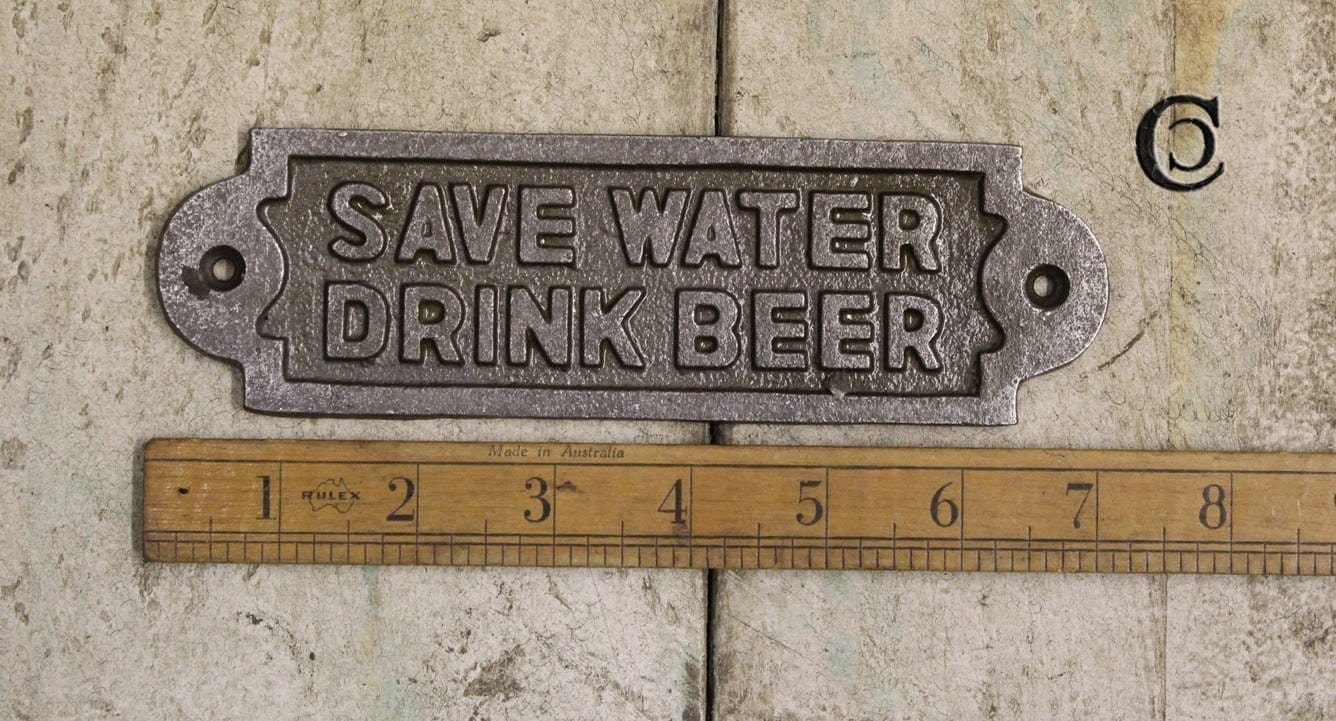 SAVE WATER
DRINK BEER
Made in Australia
1 RULEX 2 3 4 5 6 7 8